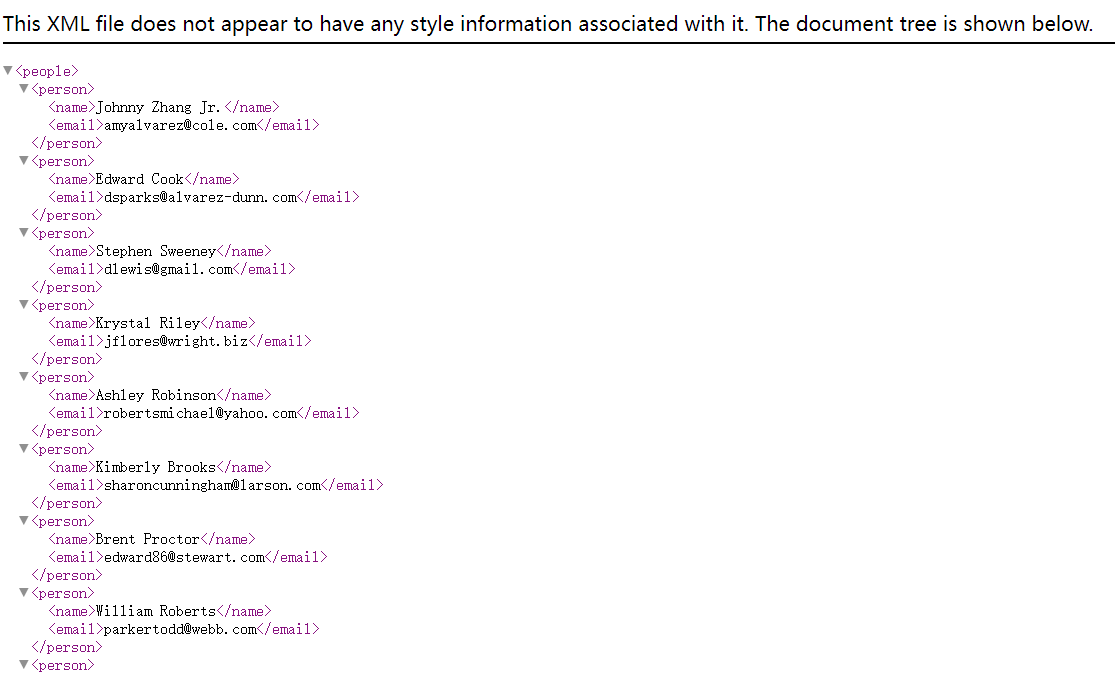 This XML file does not appear to have any style information associated with it. The document tree is shown below.
▼<people>
▼<person>
<name>Johnny Zhang Jr.</name>
<email>amyalvarez@cole.com</email>
</person>
▼<person>
<name>Edward Cook</name>
<email>dsparks@alvarez-dunn.com</email>
</person>
▼<person>
<name>Stephen Sweeney</name>
<email>dlewis@gmail.com</email>
</person>
▼<person>
<name>Krystal Riley</name>
<email>jflores@wright.biz</email>
</person>
▼<person>
<name>Ashley Robinson</name>
<email>robertsmichael@yahoo.com</email>
</person>
▼<person>
<name>Kimberly Brooks</name>
<email>sharoncunningham@larson.com</email>
</person>
▼<person>
<name>Brent Proctor</name>
<email>edward86@stewart.com</email>
</person>
▼<person>
<name>William Roberts</name>
<email>parkertodd@webb.com</email>
</person>
▼<person>